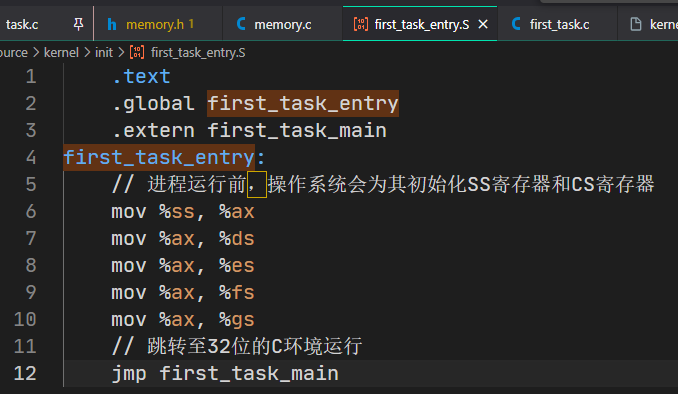 task.c memory.h 1 memory.c first_task_entry.S first_task.c kerne
ource > kernel > init > first_task_entry.S
1 .text
2 .global first_task_entry
3 .extern first_task_main
4 first_task_entry:
5 // 进程运行前，操作系统会为其初始化SS寄存器和CS寄存器
6 mov %ss, %ax
7 mov %ax, %ds
8 mov %ax, %es
9 mov %ax, %fs
10 mov %ax, %gs
11 // 跳转至32位的C环境运行
12 jmp first_task_main